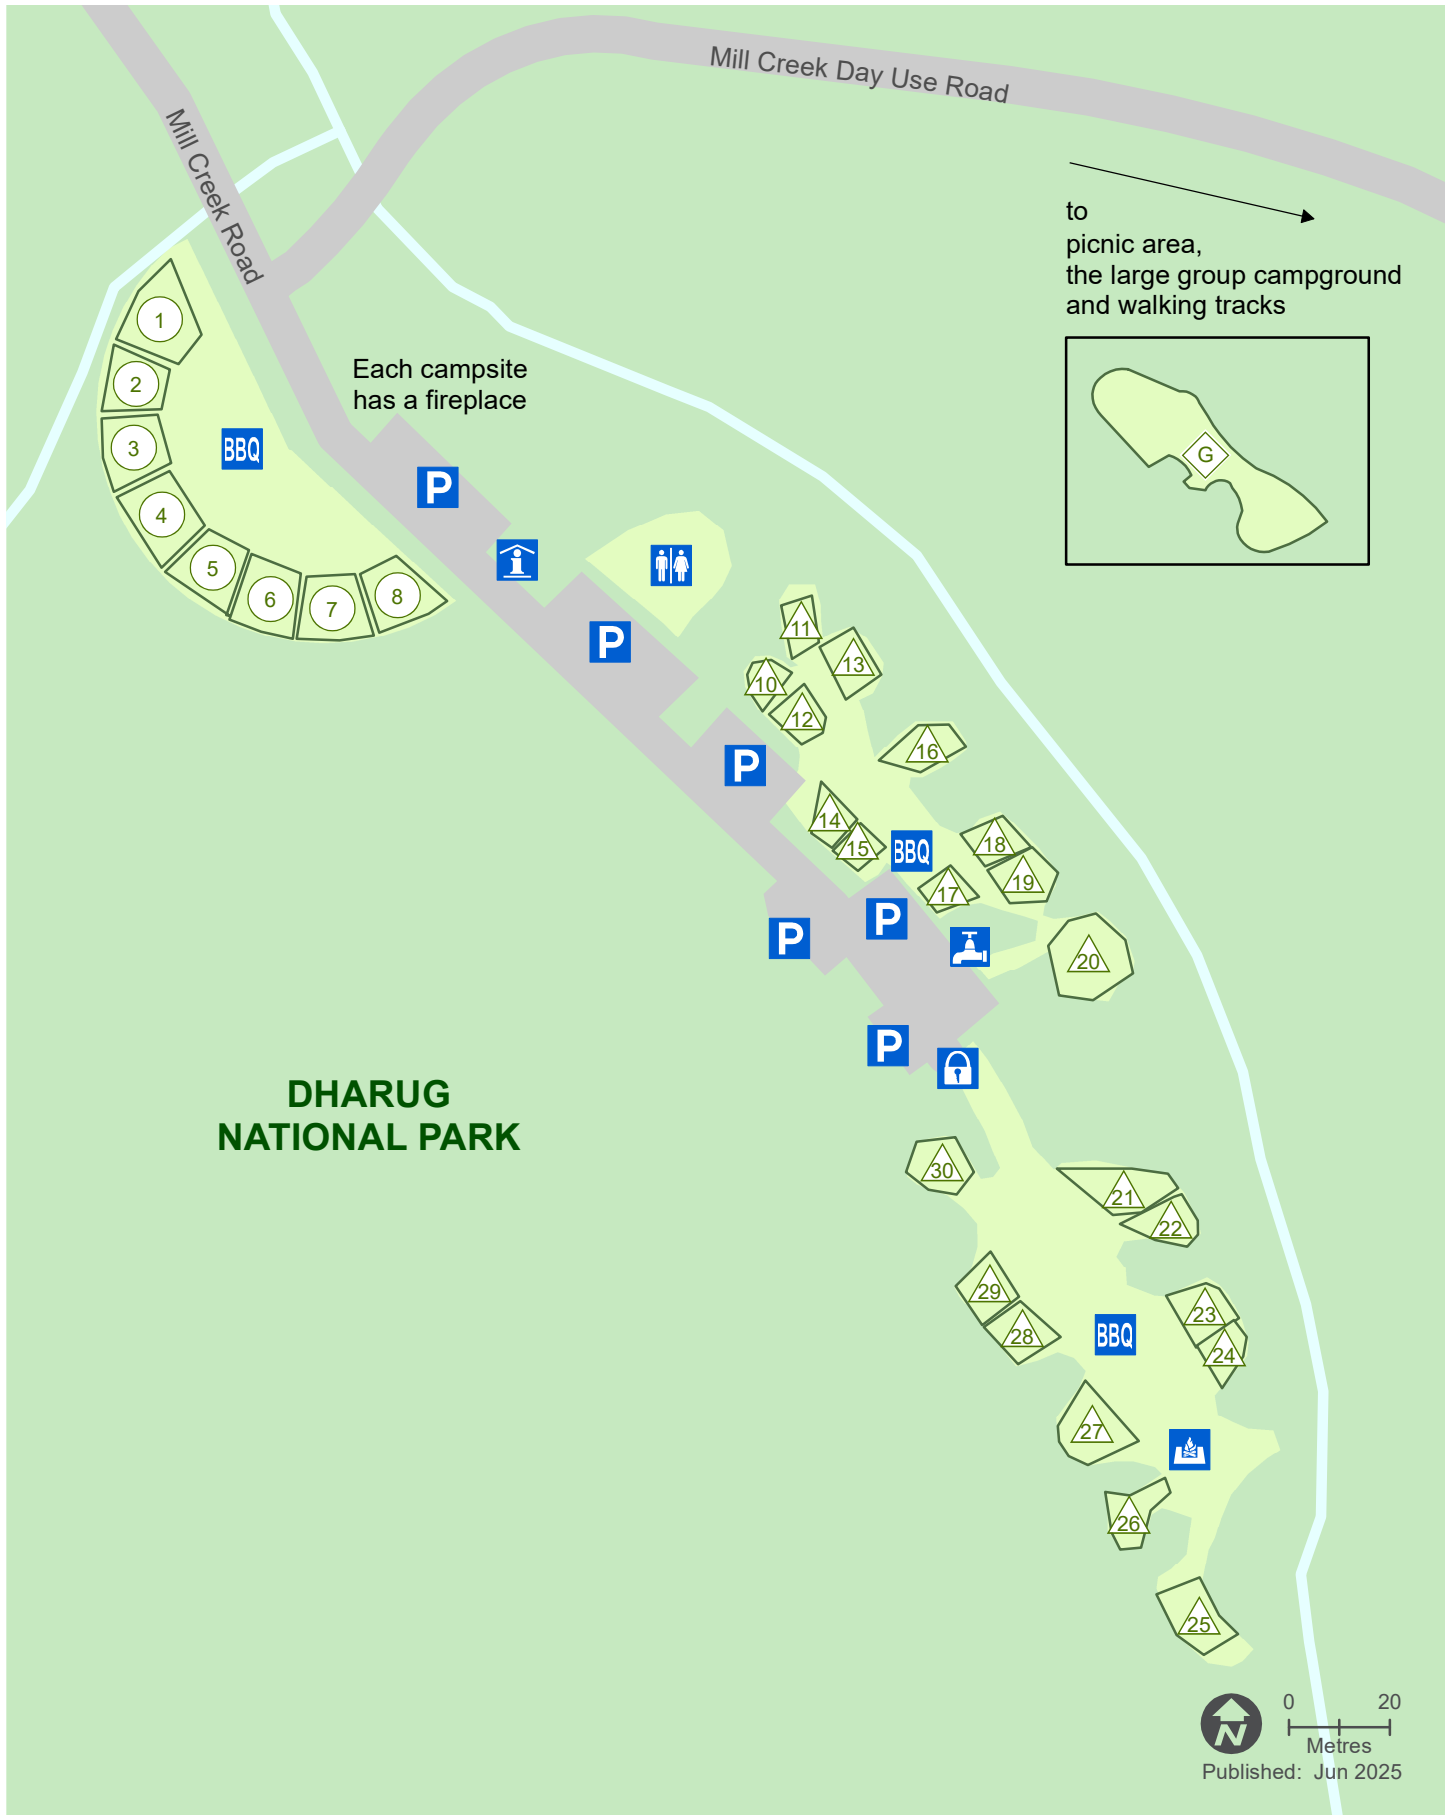 Mill Creek Day Use Road
Mill Creek Road
to
picnic area,
the large group campground
and walking tracks
G
1
2
3
4
5
6
7
8
BBQ
Each campsite
has a fireplace
P
i
P
P
11
13
10
12
16
14
15
BBQ
18
19
17
P
P
20
P
DHARUG
NATIONAL PARK
30
21
22
29
28
BBQ
23
24
27
26
25
N
0 20
Metres
Published: Jun 2025